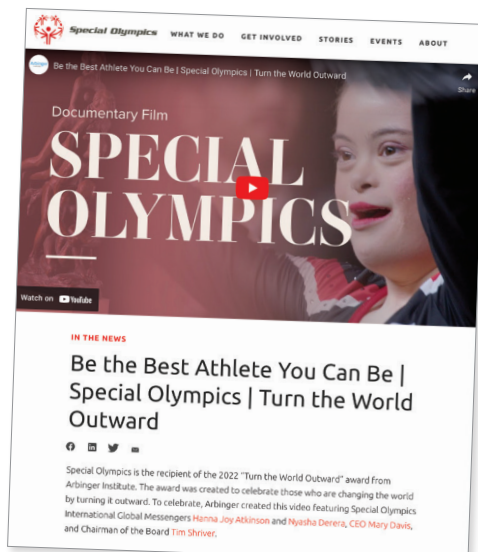 Special Olympics WHAT WE DO GET INVOLVED STORIES EVENTS ABOUT
Be the Best Athlete You Can Be | Special Olympics | Turn the World Outward
Share
Documentary Film
SPECIAL
OLYMPICS
Watch on YouTube
IN THE NEWS
Be the Best Athlete You Can Be |
Special Olympics | Turn the World
Outward
Special Olympics is the recipient of the 2022 "Turn the World Outward" award from
Arbinger Institute. The award was created to celebrate those who are changing the world
by turning it outward. To celebrate, Arbinger created this video featuring Special Olympics
International Global Messengers Hanna Joy Atkinson and Nyasha Derera, CEO Mary Davis,
and Chairman of the Board Tim Shriver.